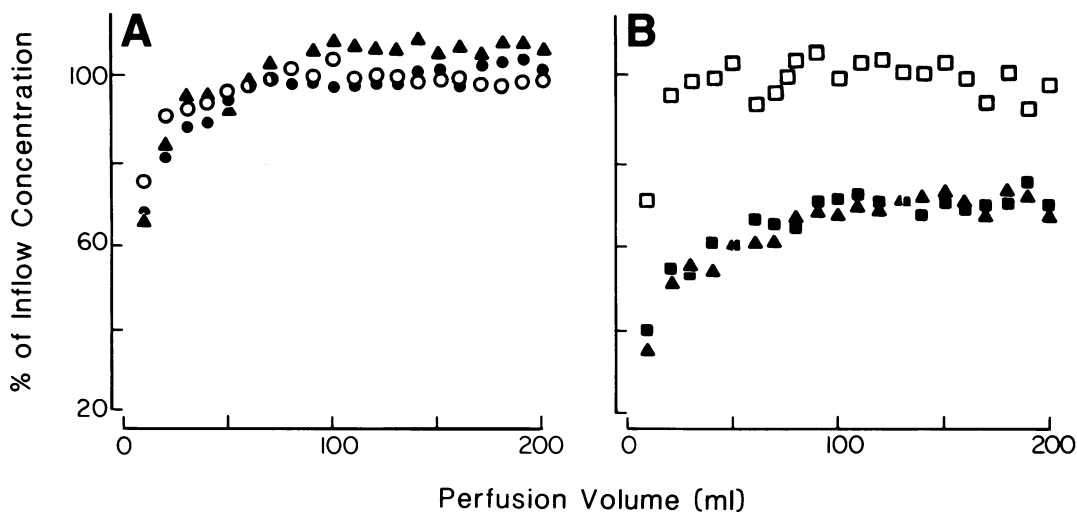 A
B
% of Inflow Concentration
100
60
20
0
100
200
0
100
200
Perfusion Volume (ml)